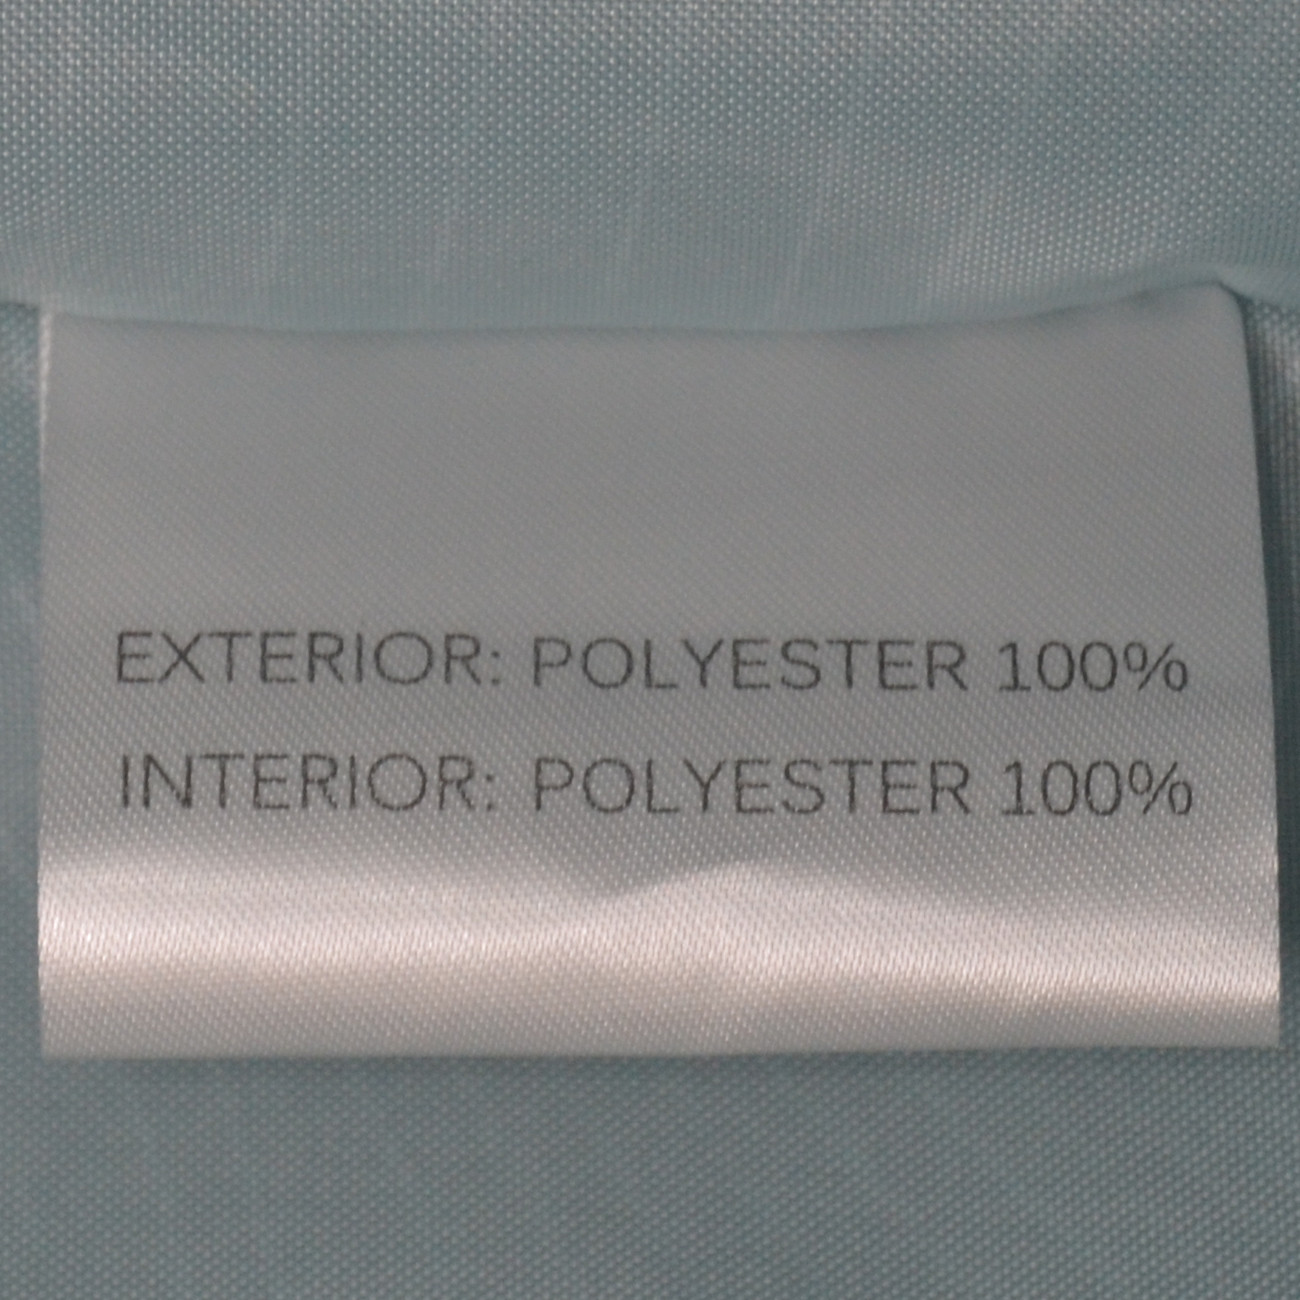 EXTERIOR: POLYESTER 100%
INTERIOR: POLYESTER 100%